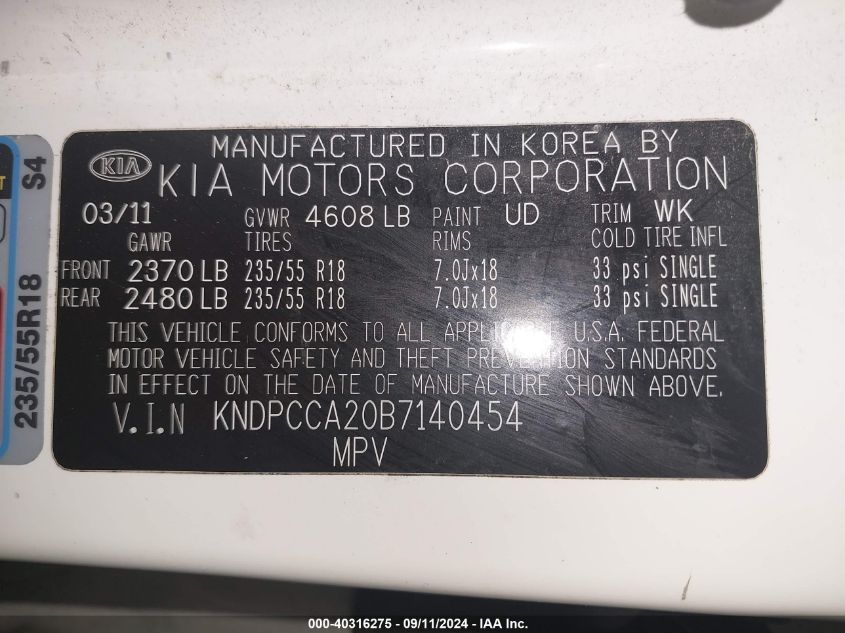 MANUFACTURED IN KOREA BY
KIA KIA MOTORS CORPORATION
03/11 GVWR 4608 LB PAINT UD TRIM WK
GAWR TIRES RIMS COLD TIRE INFL
FRONT 2370 LB 235/55 R18 7.0Jx18 33 psi SINGLE
REAR 2480 LB 235/55 R18 7.0Jx18 33 psi SINGLE
THIS VEHICLE CONFORMS TO ALL APPLICABLE U.S.A. FEDERAL
MOTOR VEHICLE SAFETY AND THEFT PREVENTION STANDARDS
IN EFFECT ON THE DATE OF MANUFACTURE SHOWN ABOVE.
V.I.N KNDPCCA20B7140454
MPV
235/55R18 S4
000-40316275 - 09/11/2024 - IAA Inc.